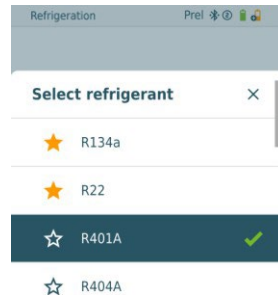 Refrigeration Prel
Select refrigerant
R134a
R22
R401A
R404A